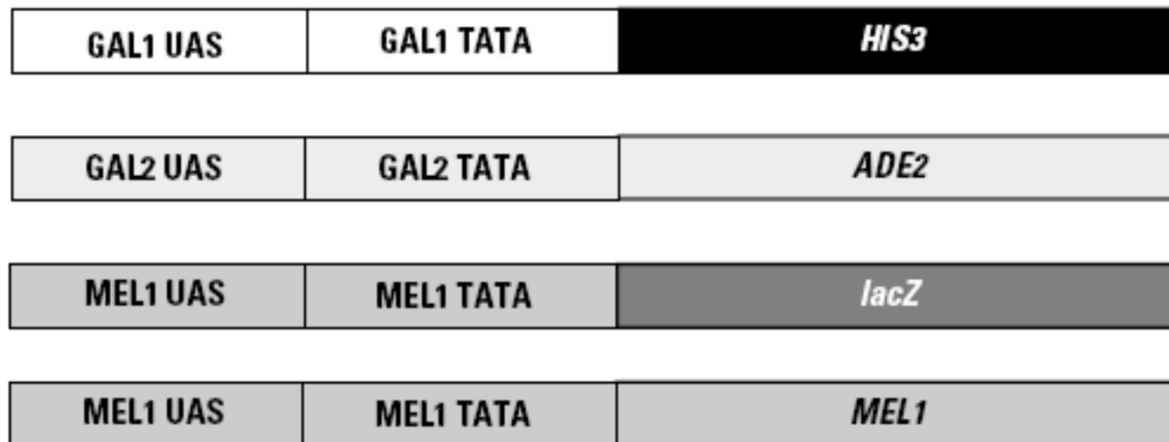 GAL1 UAS GAL1 TATA HIS3
GAL2 UAS GAL2 TATA ADE2
MEL1 UAS MEL1 TATA lacZ
MEL1 UAS MEL1 TATA MEL1